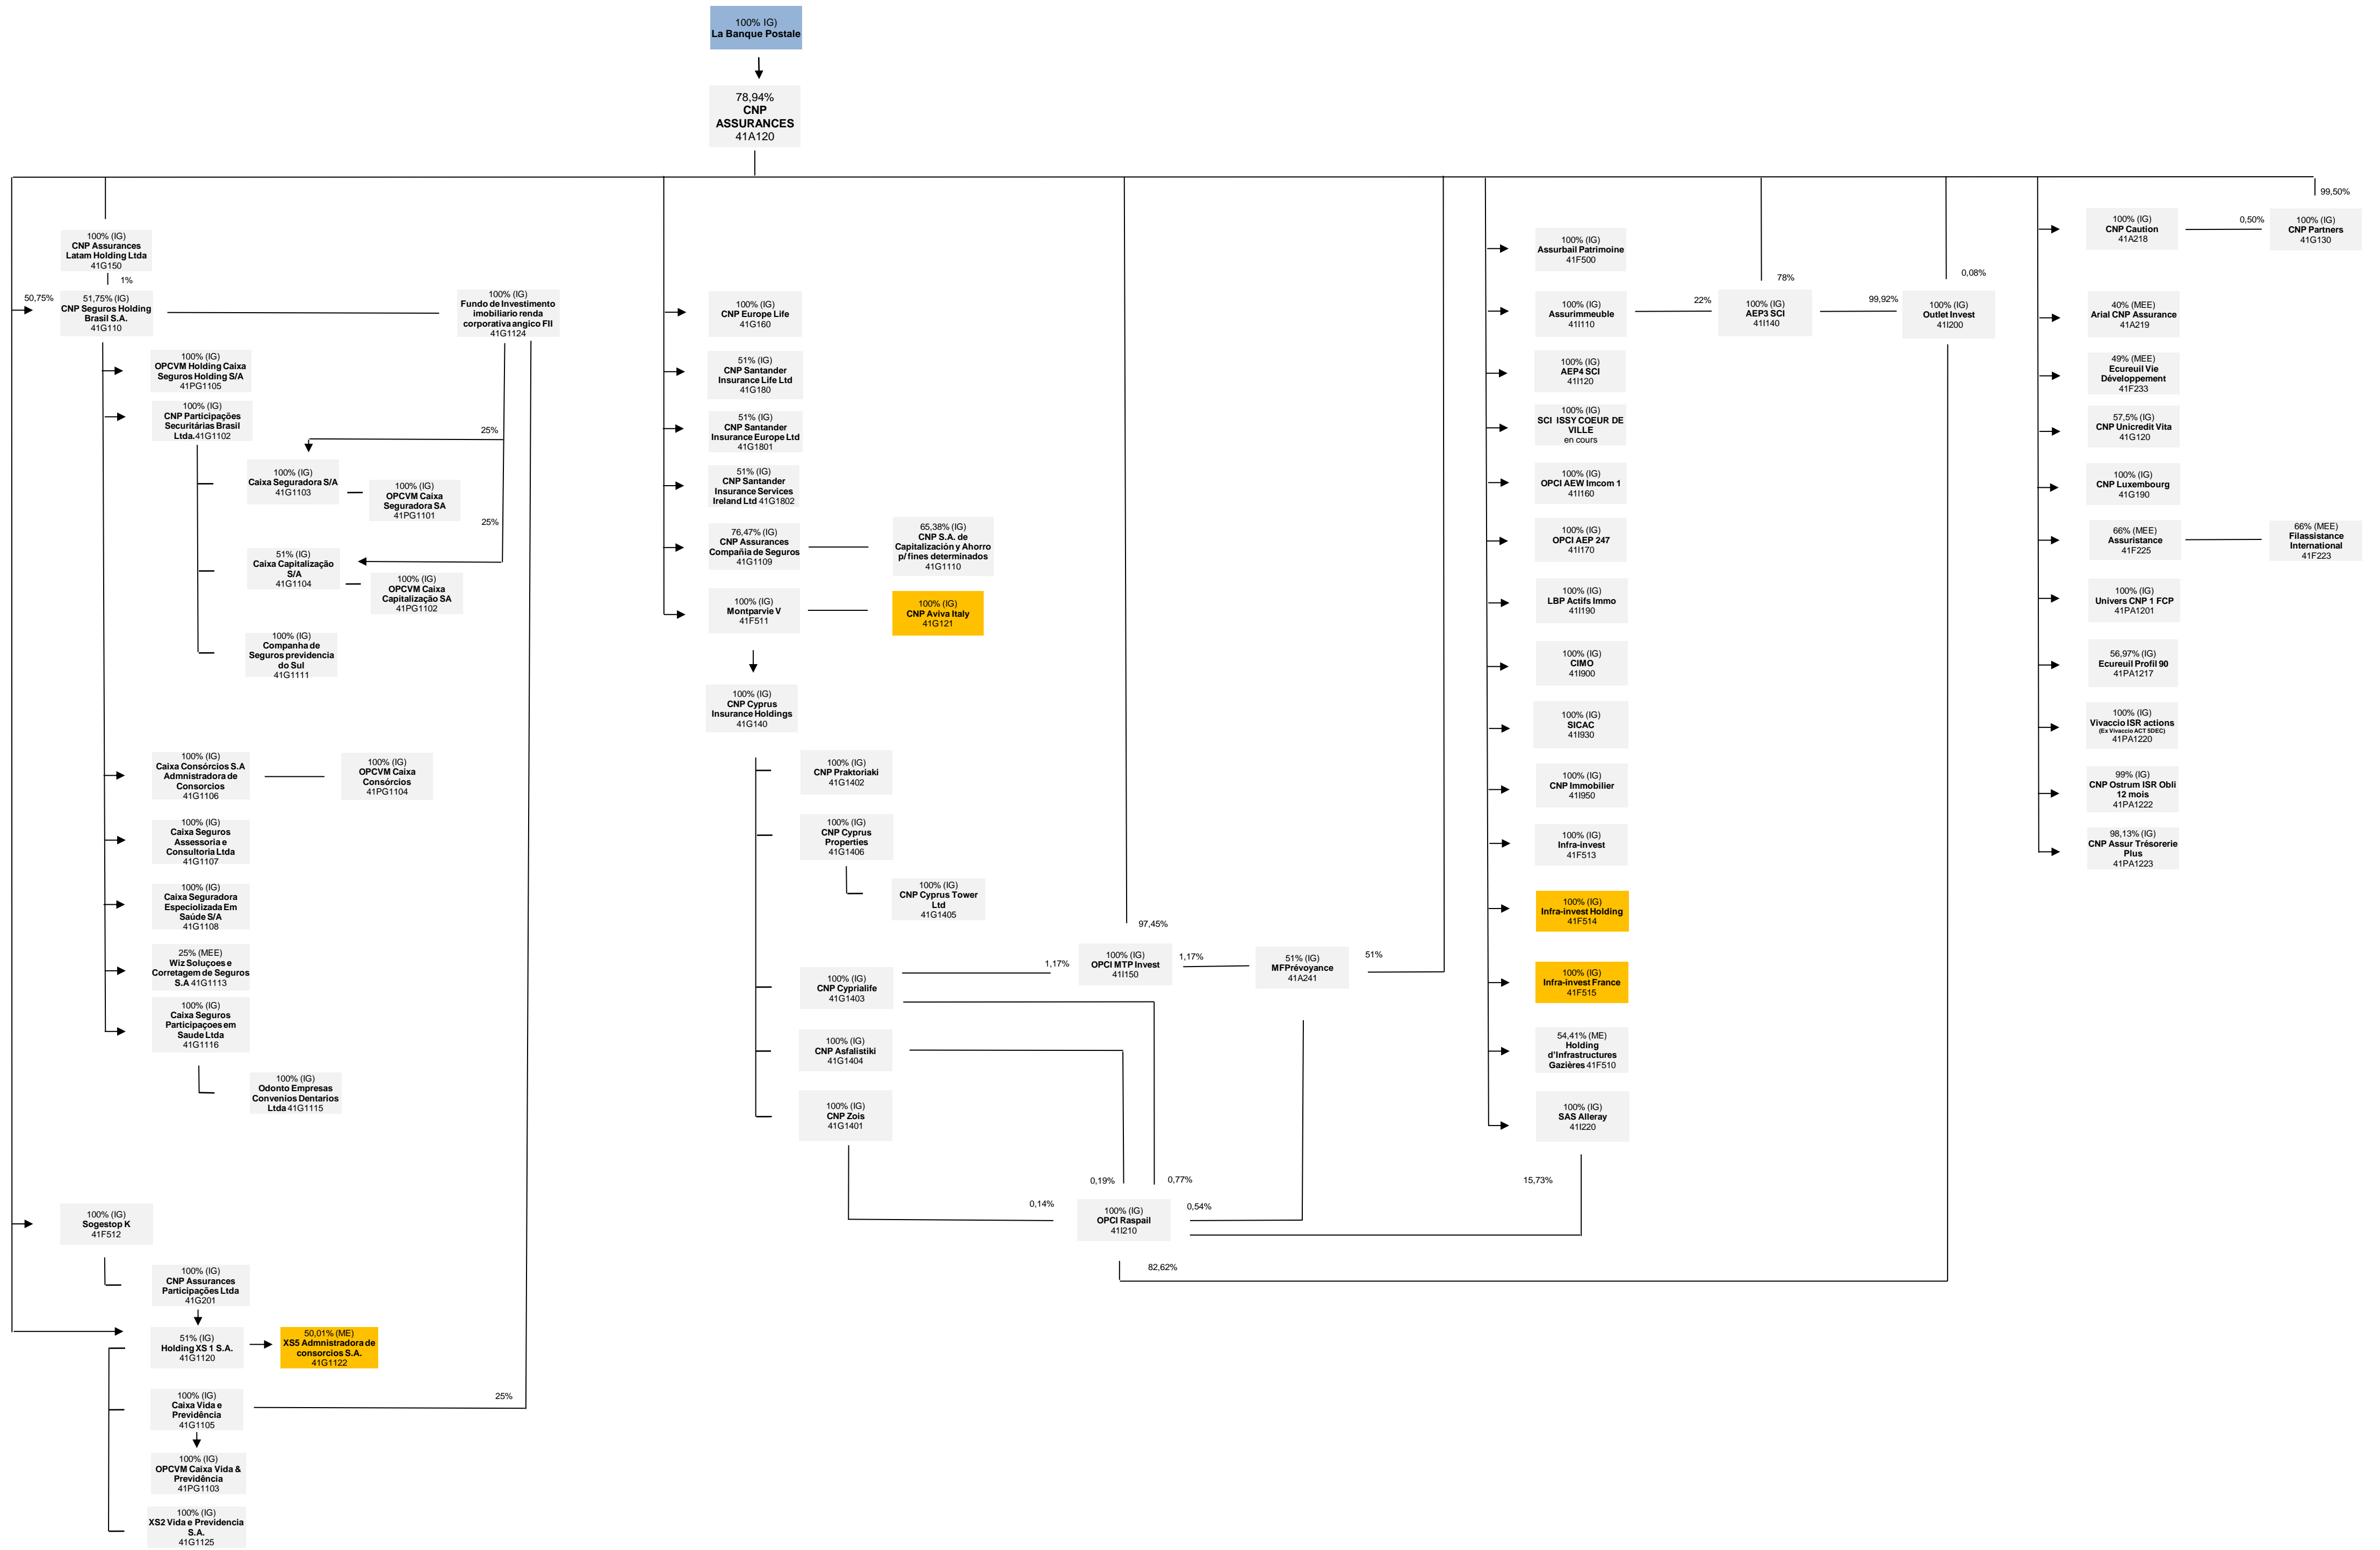 100% IG)
La Banque Postale
78,94%
CNP
ASSURANCES
41A120
99,50%
100% (IG)
CNP Assurances
Latam Holding Ltda
41G150
1%
50,75%
51,75% (IG)
CNP Seguros Holding
Brasil S.A.
41G110
100% (IG)
Fundo de Investimento
imobiliario renda
corporativa angico FII
41G1124
100% (IG)
OPCVM Holding Caixa
Seguros Holding S/A
41PG1105
100% (IG)
CNP Participações
Securitárias Brasil
Ltda.41G1102
25%
100% (IG)
Caixa Seguradora S/A
41G1103
100% (IG)
OPCVM Caixa
Seguradora SA
41PG1101
25%
51% (IG)
Caixa Capitalização
S/A
41G1104
100% (IG)
OPCVM Caixa
Capitalização SA
41PG1102
100% (IG)
Companha de
Seguros previdencia
do Sul
41G1111
100% (IG)
Caixa Consórcios S.A
Admnistradora de
Consorcios
41G1106
100% (IG)
OPCVM Caixa
Consórcios
41PG1104
100% (IG)
Caixa Seguros
Assessoria e
Consultoria Ltda
41G1107
100% (IG)
Caixa Seguradora
Especiolizada Em
Saúde S/A
41G1108
25% (MEE)
Wiz Soluçoes e
Corretagem de Seguros
S.A 41G1113
100% (IG)
Caixa Seguros
Participaçoes em
Saude Ltda
41G1116
100% (IG)
Odonto Empresas
Convenios Dentarios
Ltda 41G1115
100% (IG)
Sogestop K
41F512
100% (IG)
CNP Assurances
Participações Ltda
41G201
51% (IG)
Holding XS 1 S.A.
41G1120
50,01% (ME)
XS5 Admnistradora de
consorcios S.A.
41G1122
100% (IG)
Caixa Vida e
Previdência
41G1105
25%
100% (IG)
OPCVM Caixa Vida &
Previdência
41PG1103
100% (IG)
XS2 Vida e Previdencia
S.A.
41G1125
100% (IG)
CNP Europe Life
41G160
51% (IG)
CNP Santander
Insurance Life Ltd
41G180
51% (IG)
CNP Santander
Insurance Europe Ltd
41G1801
51% (IG)
CNP Santander
Insurance Services
Ireland Ltd 41G1802
76,47% (IG)
CNP Assurances
Compañia de Seguros
41G1109
65,38% (IG)
CNP S.A. de
Capitalización y Ahorro
p/ fines determinados
41G1110
100% (IG)
Montparvie V
41F511
100% (IG)
CNP Aviva Italy
41G121
100% (IG)
CNP Cyprus
Insurance Holdings
41G140
100% (IG)
CNP Praktoriaki
41G1402
100% (IG)
CNP Cyprus
Properties
41G1406
100% (IG)
CNP Cyprus Tower
Ltd
41G1405
100% (IG)
CNP Cyprialife
41G1403
100% (IG)
CNP Asfalistiki
41G1404
100% (IG)
CNP Zois
41G1401
97,45%
1,17%
100% (IG)
OPCI MTP Invest
41I150
1,17%
51% (IG)
MFPrévoyance
41A241
51%
0,19%
0,77%
0,14%
100% (IG)
OPCI Raspail
41I210
0,54%
15,73%
82,62%
100% (IG)
Assurbail Patrimoine
41F500
100% (IG)
Assurimmeuble
41I110
22%
78%
100% (IG)
AEP3 SCI
41I140
99,92%
0,08%
100% (IG)
Outlet Invest
41I200
100% (IG)
AEP4 SCI
41I120
100% (IG)
SCI  ISSY COEUR DE
VILLE
en cours
100% (IG)
OPCI AEW Imcom 1
41I160
100% (IG)
OPCI AEP 247
41I170
100% (IG)
LBP Actifs Immo
41I190
100% (IG)
CIMO
41I900
100% (IG)
SICAC
41I930
100% (IG)
CNP Immobilier
41I950
100% (IG)
Infra-invest
41F513
100% (IG)
Infra-invest Holding
41F514
100% (IG)
Infra-invest France
41F515
54,41% (ME)
Holding
d'Infrastructures
Gazières 41F510
100% (IG)
SAS Alleray
41I220
100% (IG)
CNP Caution
41A218
0,50%
100% (IG)
CNP Partners
41G130
40% (MEE)
Arial CNP Assurance
41A219
49% (MEE)
Ecureuil Vie
Développement
41F233
57,5% (IG)
CNP Unicredit Vita
41G120
100% (IG)
CNP Luxembourg
41G190
66% (MEE)
Assuristance
41F225
66% (MEE)
Filassistance
International
41F223
100% (IG)
Univers CNP 1 FCP
41PA1201
56,97% (IG)
Ecureuil Profil 90
41PA1217
100% (IG)
Vivaccio ISR actions
(Ex Vivaccio ACT 5DEC)
41PA1220
99% (IG)
CNP Ostrum ISR Obli
12 mois
41PA1222
98,13% (IG)
CNP Assur Trésorerie
Plus
41PA1223